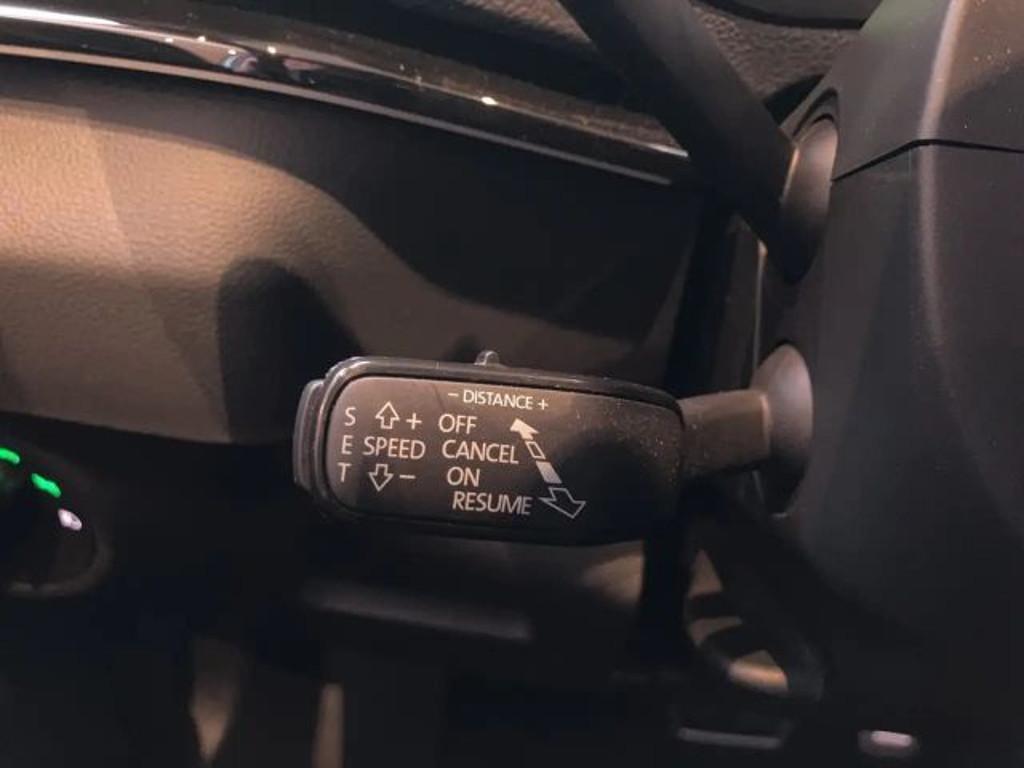 - DISTANCE +
S + OFF
E SPEED CANCEL
T - ON
RESUME